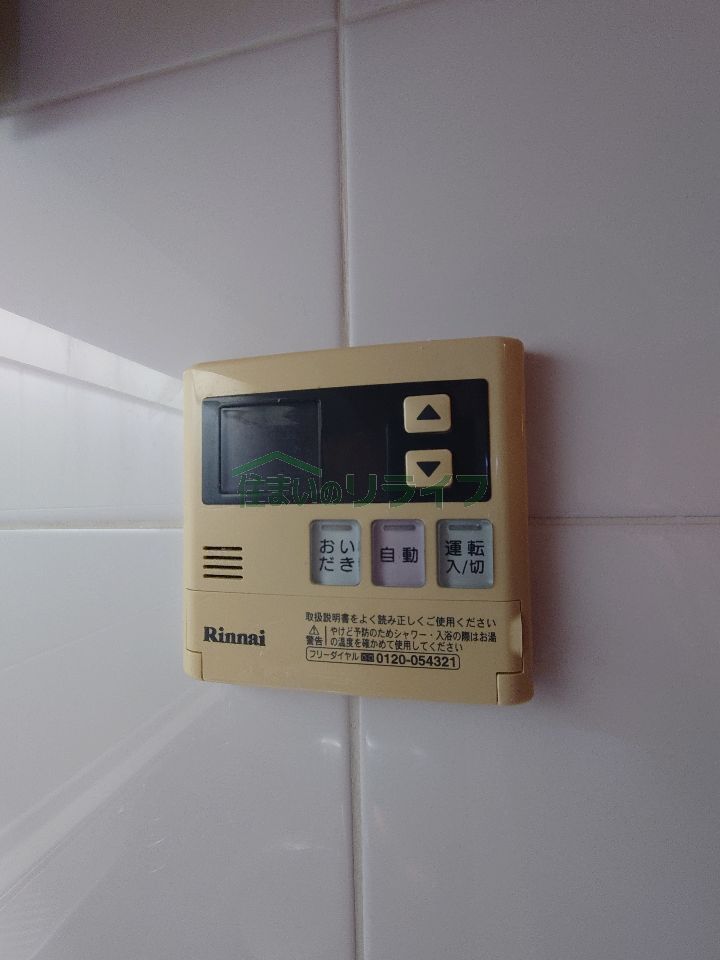 ▲
▼
住まいのリライフ
おい
だき
自動
運転
入/切
取扱説明書をよく読み正しくご使用ください
⚠警告 やけど予防のためシャワー・入浴の際はお湯
の温度を確かめて使用してください
フリーダイヤル 0120-054321
Rinnai